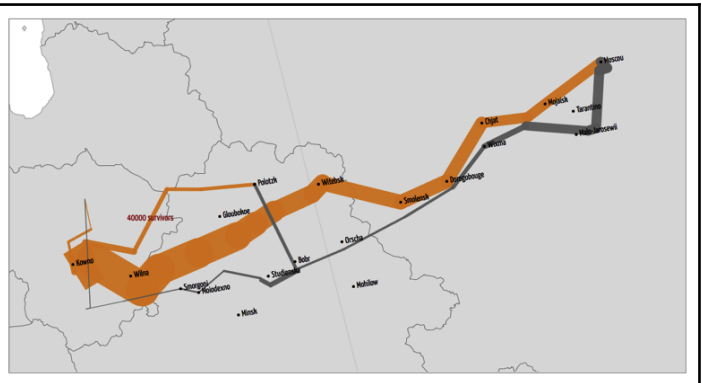 Moscou
Mojaisk
Tarantino
Chjat
Malo-Jarosewli
Wixma
Polotzk
Witebsk
Dorogobouge
Smolensk
40000 survivors
Gloubokoe
Orscha
Kowno
Bobr
Wilna
Studienska
Smorgoni
Molodexno
Mohilow
Minsk